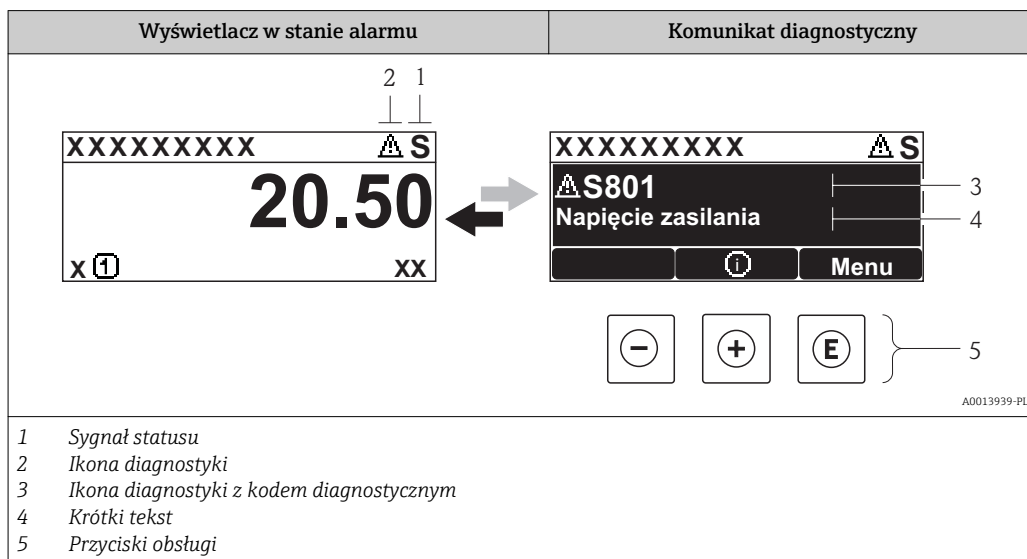 Wyświetlacz w stanie alarmu
Komunikat diagnostyczny
2 1
XXXXXXXXX S
20.50
X 1 XX
XXXXXXXXX S
S801
Napięcie zasilania
i Menu
3
4
− + E
5
A0013939-PL
1 Sygnał statusu
2 Ikona diagnostyki
3 Ikona diagnostyki z kodem diagnostycznym
4 Krótki tekst
5 Przyciski obsługi